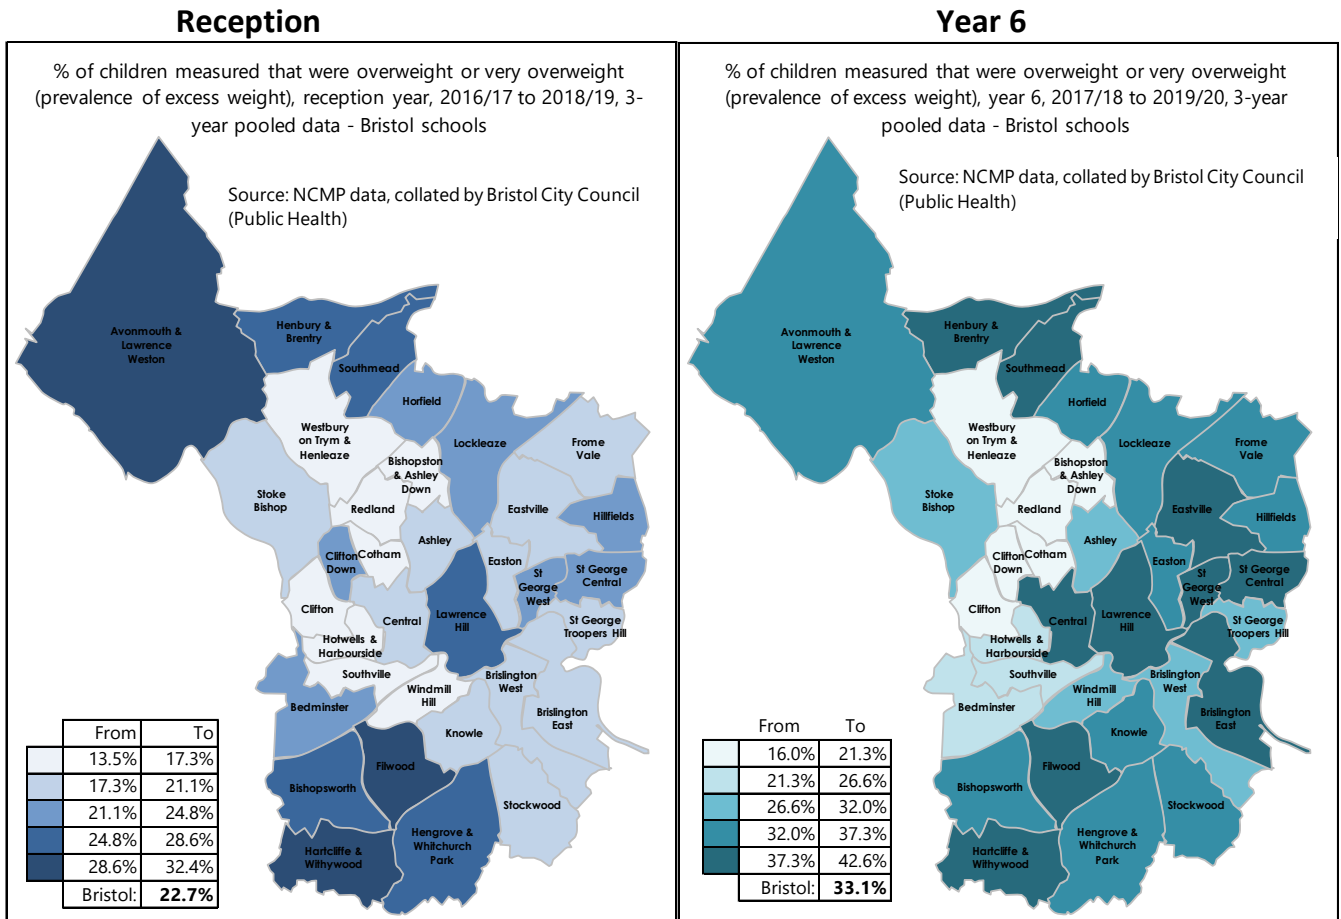 Reception
% of children measured that were overweight or very overweight
(prevalence of excess weight), reception year, 2016/17 to 2018/19, 3-
year pooled data - Bristol schools
Source: NCMP data, collated by Bristol City Council
(Public Health)
Avonmouth &
Lawrence
Weston
Henbury &
Brentry
Southmead
Horfield
Westbury
on Trym &
Henleaze
Lockleaze
Frome
Vale
Bishopston
& Ashley
Down
Stoke
Bishop
Redland
Eastville
Hillfields
Ashley
Clifton
Down
Cotham
Easton
St
George
West
St George
Central
Clifton
Central
Lawrence
Hill
St George
Troopers Hill
Hotwells &
Harbourside
Southville
Windmill
Hill
Brislington
West
Bedminster
Brislington
East
Knowle
Filwood
Bishopsworth
Stockwood
Hengrove &
Whitchurch
Park
Hartcliffe &
Withywood
From To
13.5% 17.3%
17.3% 21.1%
21.1% 24.8%
24.8% 28.6%
28.6% 32.4%
Bristol: 22.7%
Year 6
% of children measured that were overweight or very overweight
(prevalence of excess weight), year 6, 2017/18 to 2019/20, 3-year
pooled data - Bristol schools
Source: NCMP data, collated by Bristol City Council
(Public Health)
Avonmouth &
Lawrence
Weston
Henbury &
Brentry
Southmead
Horfield
Westbury
on Trym &
Henleaze
Lockleaze
Frome
Vale
Bishopston
& Ashley
Down
Stoke
Bishop
Redland
Eastville
Hillfields
Ashley
Clifton
Down
Cotham
Easton
St
George
West
St George
Central
Clifton
Central
Lawrence
Hill
St George
Troopers Hill
Hotwells &
Harbourside
Southville
Windmill
Hill
Brislington
West
Bedminster
Brislington
East
Knowle
Filwood
Bishopsworth
Stockwood
Hengrove &
Whitchurch
Park
Hartcliffe &
Withywood
From To
16.0% 21.3%
21.3% 26.6%
26.6% 32.0%
32.0% 37.3%
37.3% 42.6%
Bristol: 33.1%